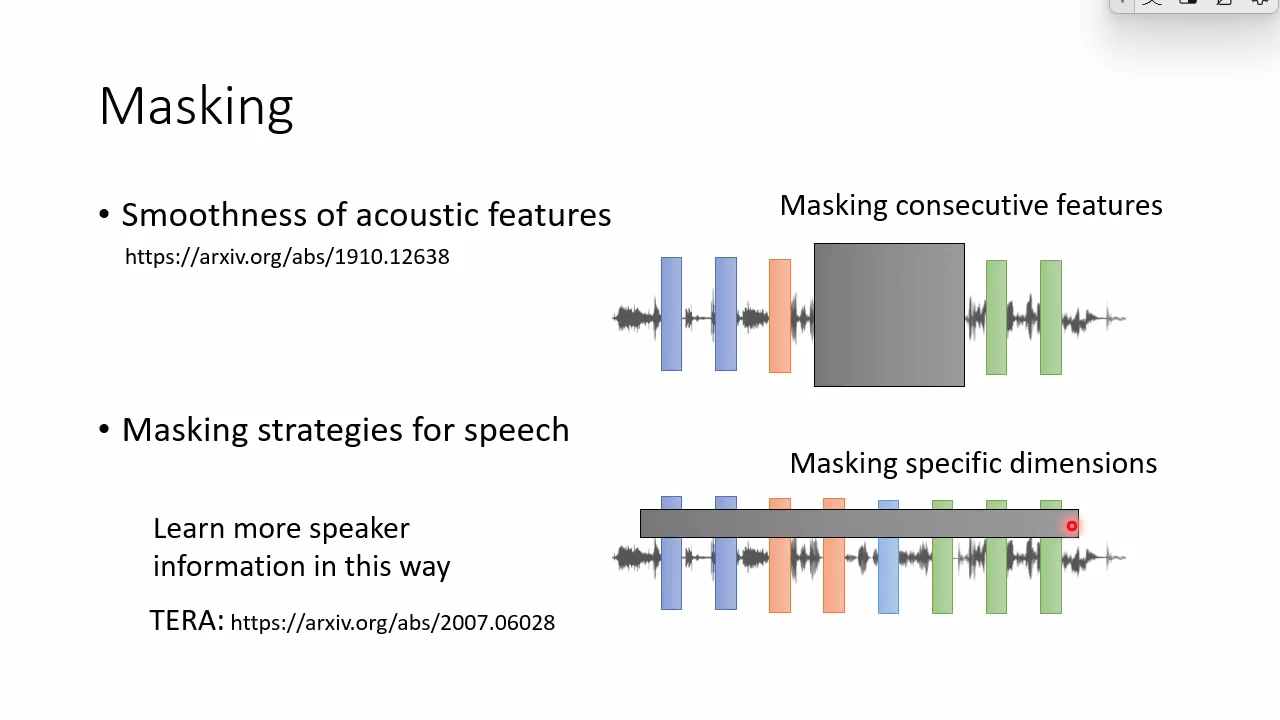 Masking
• Smoothness of acoustic features
https://arxiv.org/abs/1910.12638
Masking consecutive features
• Masking strategies for speech
Masking specific dimensions
Learn more speaker
information in this way
TERA: https://arxiv.org/abs/2007.06028